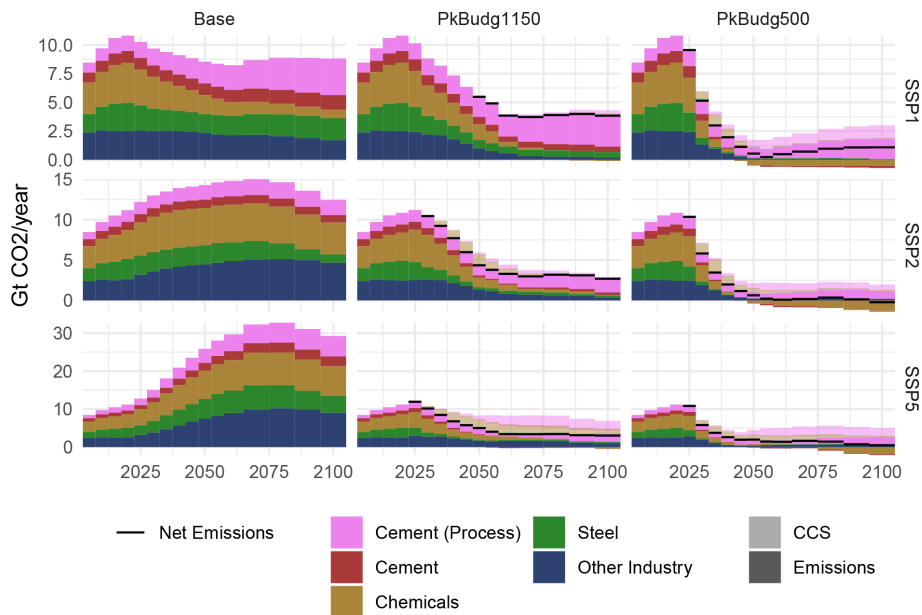 Base PkBudg1150 PkBudg500
10.0
7.5
5.0
2.5
0.0
SSP1
15
10
5
0
SSP2
30
20
10
0
SSP5
Gt CO2/year
2025 2050 2075 2100 2025 2050 2075 2100 2025 2050 2075 2100
Net Emissions Cement (Process) Steel CCS
Cement Other Industry Emissions
Chemicals